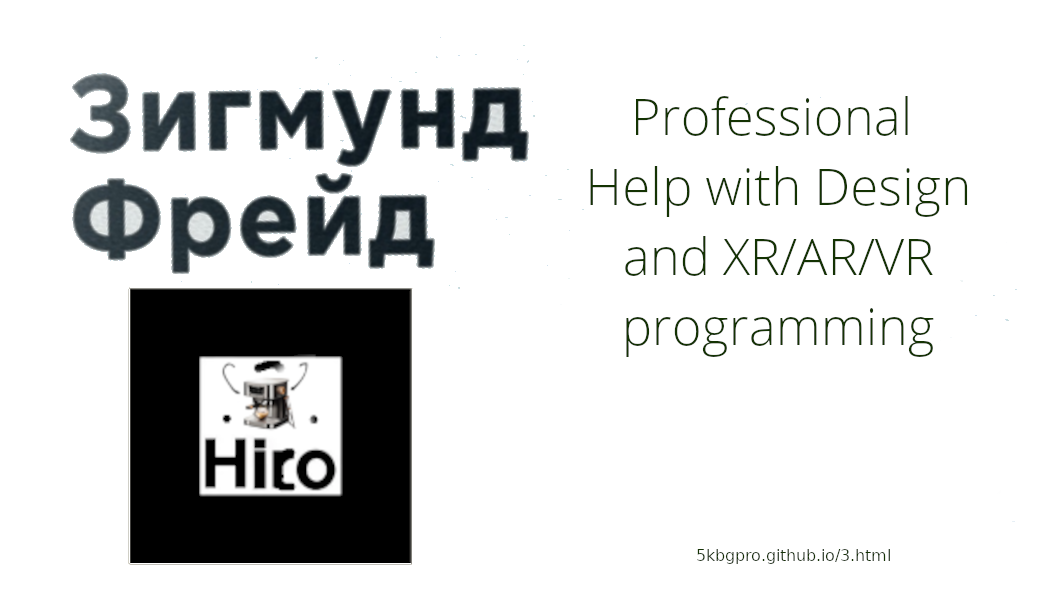 Зигмунд
Фрейд
Hiro
Professional
Help with Design
and XR/AR/VR
programming
5kbgpro.github.io/3.html